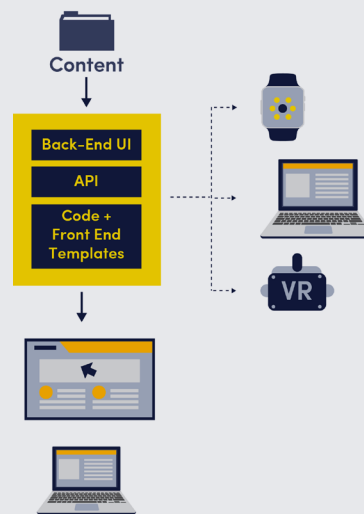 Content
Back-End UI
API
Code +
Front End
Templates
VR